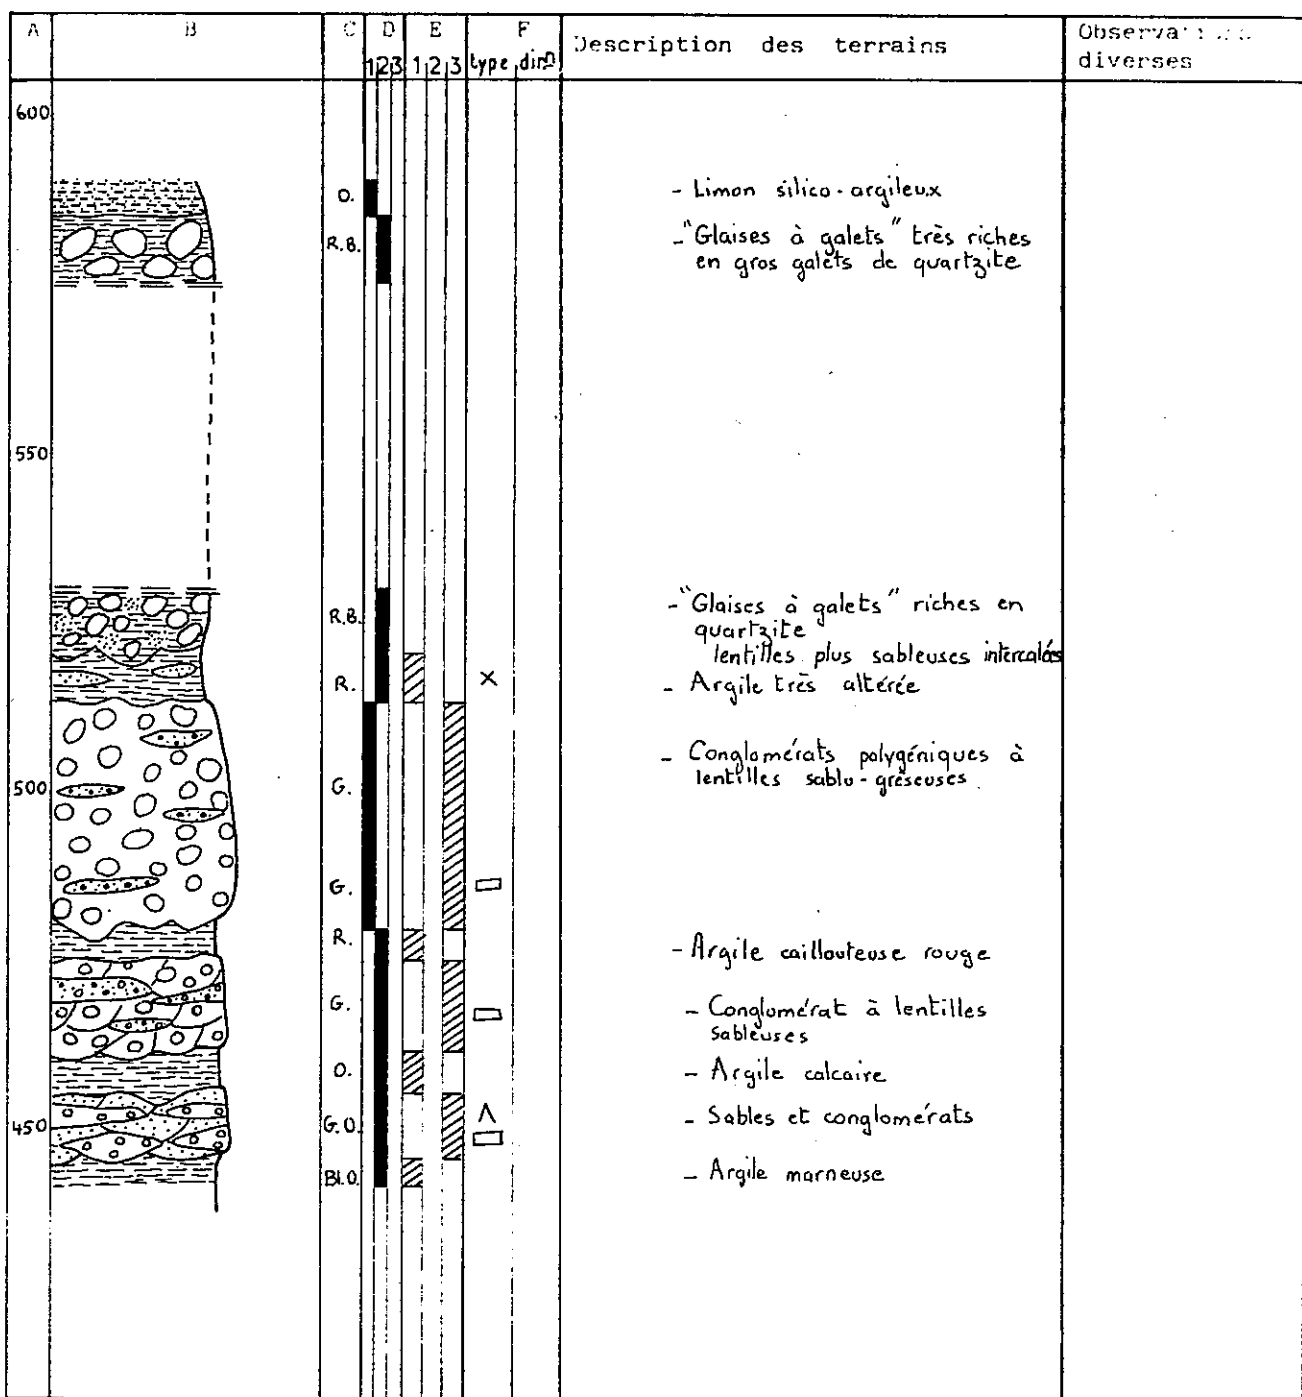 A B C D E F Description des terrains
diverses
1 2 3 1 2 3 type dirn
600
O. - Limon silico-argileux
R.B. - "Glaises à galets" très riches
en gros galets de quartzite
550
R.B. - "Glaises à galets" riches en
quartzite
lentilles plus sableuses intercalées
R. - Argile très altérée
- Conglomérats polygéniques à
lentilles sablo-gréseuses
500 G.
G.
R. - Argile caillouteuse rouge
G. - Conglomérat à lentilles
sableuses
O. - Argile calcaire
450 G.O. - Sables et conglomérats
Bl.O. - Argile marneuse